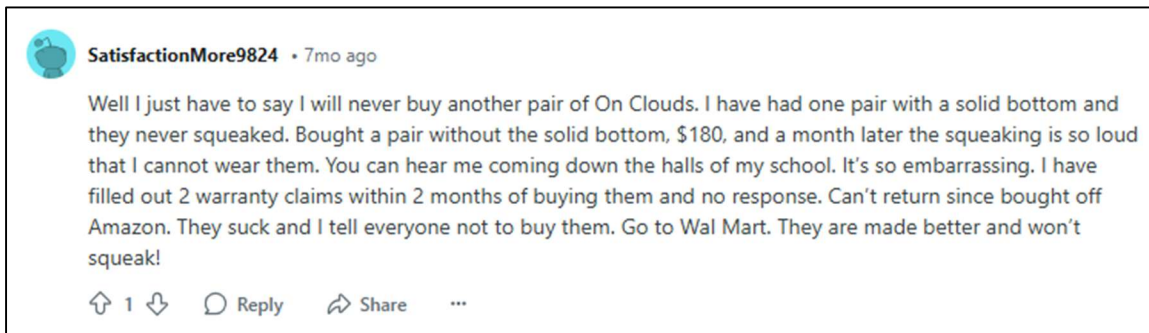 SatisfactionMore9824 • 7mo ago
Well I just have to say I will never buy another pair of On Clouds. I have had one pair with a solid bottom and
they never squeaked. Bought a pair without the solid bottom, $180, and a month later the squeaking is so loud
that I cannot wear them. You can hear me coming down the halls of my school. It’s so embarrassing. I have
filled out 2 warranty claims within 2 months of buying them and no response. Can’t return since bought off
Amazon. They suck and I tell everyone not to buy them. Go to Wal Mart. They are made better and won’t
squeak!
1 Reply Share ...